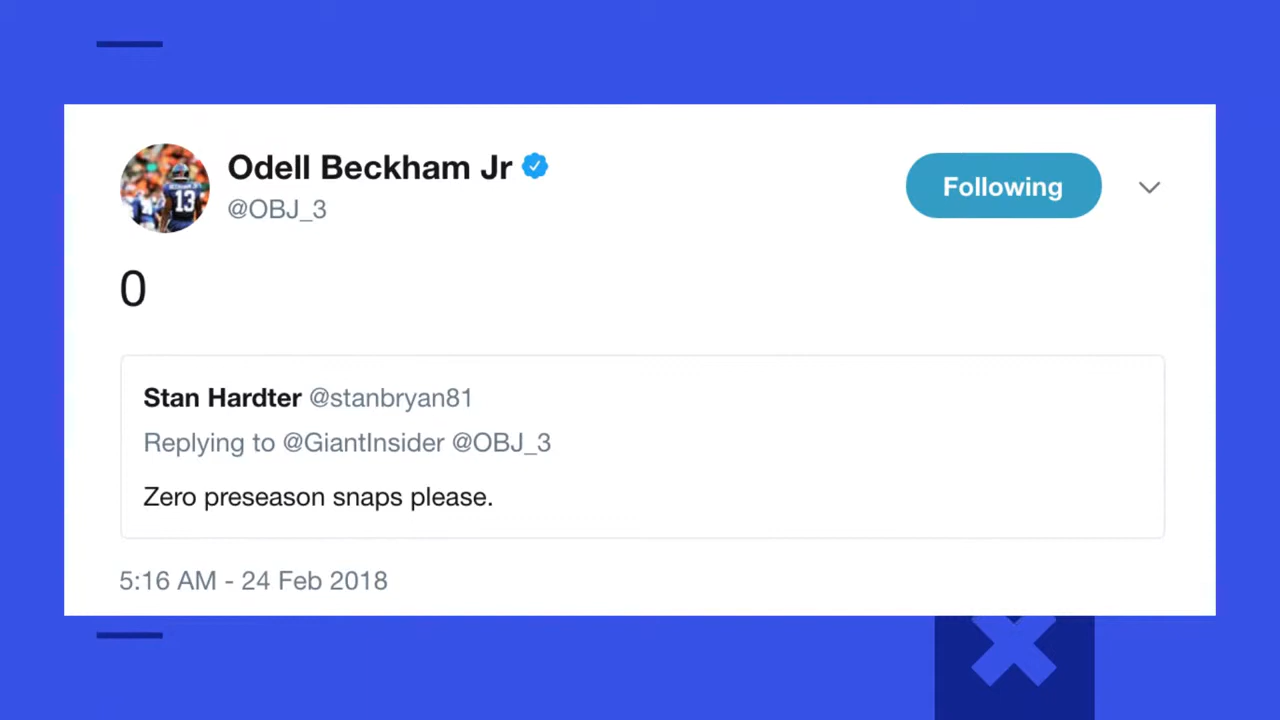 Odell Beckham Jr
@OBJ_3
Following
0
Stan Hardter @stanbryan81
Replying to @GiantInsider @OBJ_3
Zero preseason snaps please.
5:16 AM - 24 Feb 2018